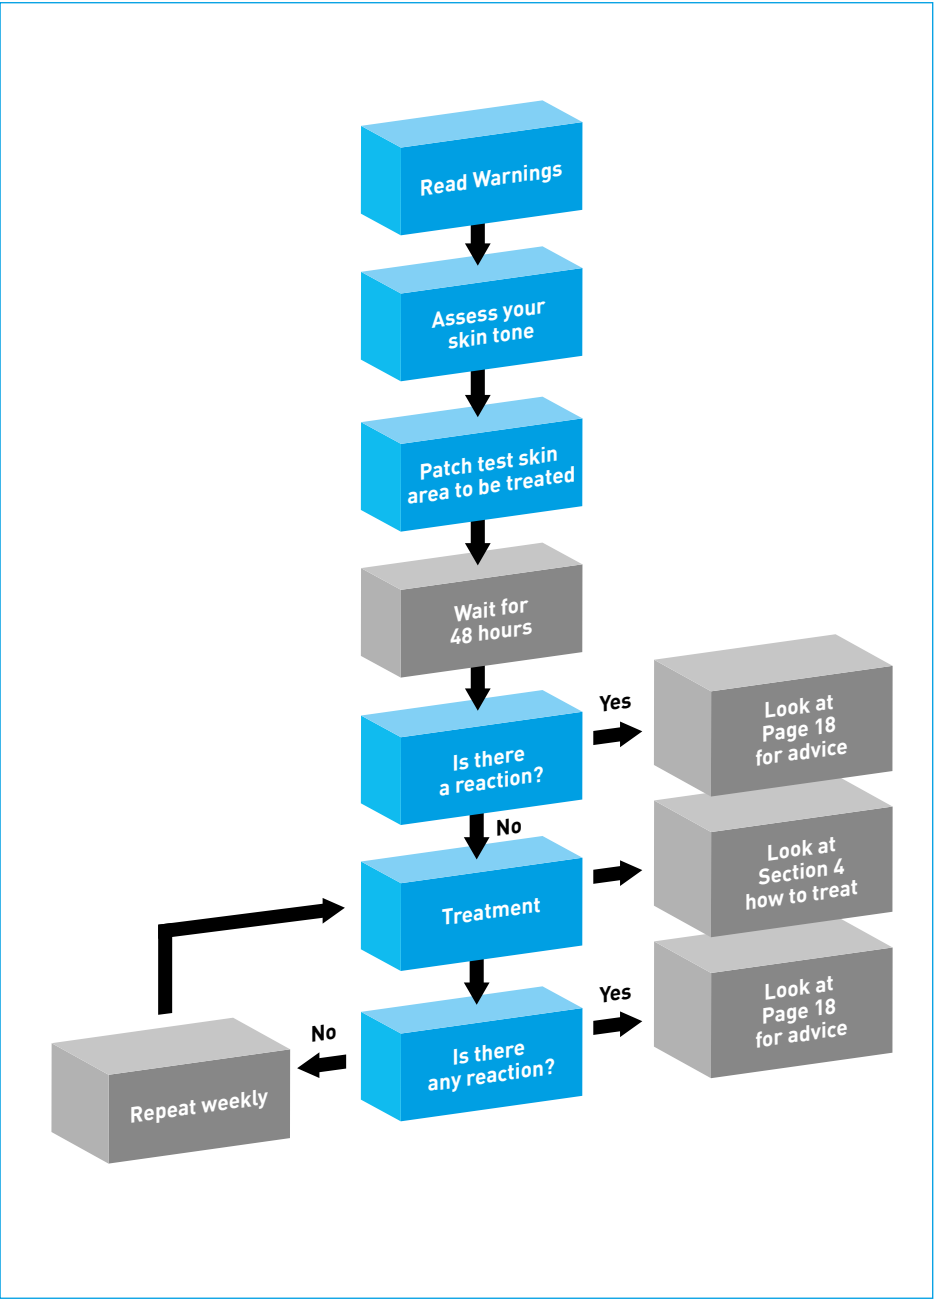 Read Warnings
Assess your
skin tone
Patch test skin
area to be treated
Wait for
48 hours
Is there
a reaction?
Yes
Look at
Page 18
for advice
No
Treatment
Look at
Section 4
how to treat
Is there
any reaction?
Yes
Look at
Page 18
for advice
No
Repeat weekly